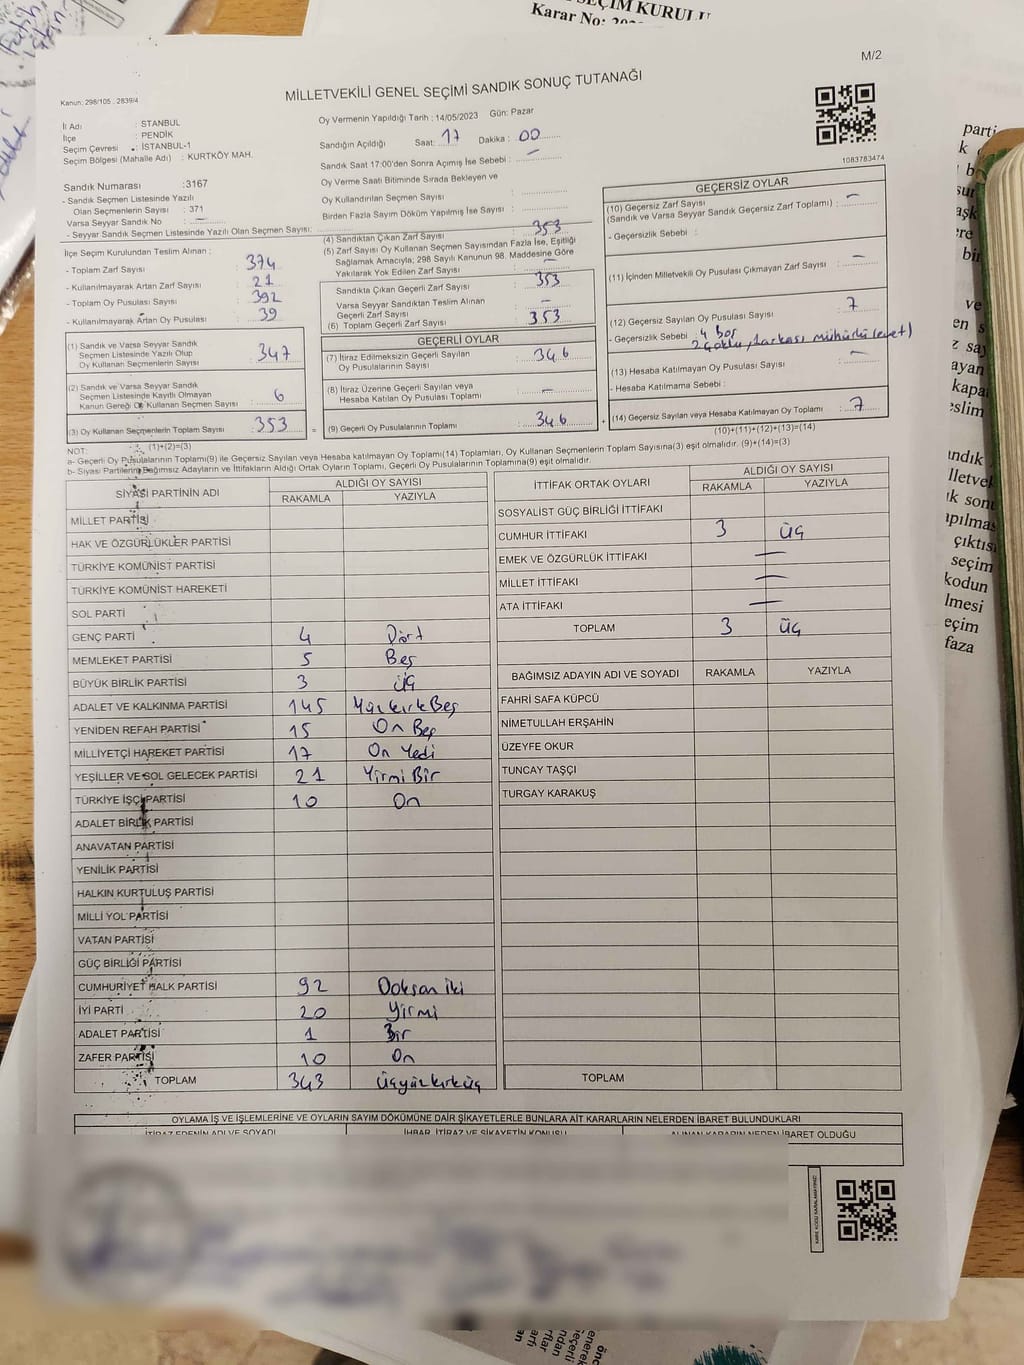 SEÇİM KURULU
Karar No:
M/2
Kanun: 298/105 , 2839/4
MİLLETVEKİLİ GENEL SEÇİMİ SANDIK SONUÇ TUTANAĞI
İl Adı : İSTANBUL
İlçe : PENDİK
Seçim Çevresi : İSTANBUL-1
Seçim Bölgesi (Mahalle Adı) : KURTKÖY MAH.
Sandık Numarası :3167
- Sandık Seçmen Listesinde Yazılı
Olan Seçmenlerin Sayısı : 371
Varsa Seyyar Sandık No : —
- Seyyar Sandık Seçmen Listesinde Yazılı Olan Seçmen Sayısı:
Oy Vermenin Yapıldığı Tarih : 14/05/2023 Gün: Pazar
Sandığın Açıldığı Saat: 17 Dakika : 00
Sandık Saat 17:00'den Sonra Açımış İse Sebebi : —
Oy Verme Saati Bitiminde Sırada Bekleyen ve
Oy Kullandırılan Seçmen Sayısı :
Birden Fazla Sayım Döküm Yapılmış İse Sayısı :
1083783474
İlçe Seçim Kurulundan Teslim Alınan :
- Toplam Zarf Sayısı : 374
- Kullanılmayarak Artan Zarf Sayısı : 21
- Toplam Oy Pusulası Sayısı : 392
- Kullanılmayarak Artan Oy Pusulası : 39
(4) Sandıktan Çıkan Zarf Sayısı : 353
(5) Zarf Sayısı Oy Kullanan Seçmen Sayısından Fazla İse, Eşitliği
Sağlamak Amacıyla; 298 Sayılı Kanunun 98. Maddesine Göre
Yakılarak Yok Edilen Zarf Sayısı : —
Sandıkta Çıkan Geçerli Zarf Sayısı : 353
Varsa Seyyar Sandıktan Teslim Alınan
Geçerli Zarf Sayısı : —
(6) Toplam Geçerli Zarf Sayısı : 353
GEÇERSİZ OYLAR
(10) Geçersiz Zarf Sayısı
(Sandık ve Varsa Seyyar Sandık Geçersiz Zarf Toplamı) : —
- Geçersizlik Sebebi :
(11) İçinden Milletvekili Oy Pusulası Çıkmayan Zarf Sayısı : —
(12) Geçersiz Sayılan Oy Pusulası Sayısı : 7
- Geçersizlik Sebebi : 4 Boş
(13) Hesaba Katılmayan Oy Pusulası Sayısı : —
- Hesaba Katılmama Sebebi :
(14) Geçersiz Sayılan veya Hesaba Katılmayan Oy Toplamı : 7
(10)+(11)+(12)+(13)=(14)
(1) Sandık ve Varsa Seyyar Sandık
Seçmen Listesinde Yazılı Olup
Oy Kullanan Seçmenlerin Sayısı : 347
(2) Sandık ve Varsa Seyyar Sandık
Seçmen Listesinde Kayıtlı Olmayan
Kanun Gereği Oy Kullanan Seçmen Sayısı : 6
(3) Oy Kullanan Seçmenlerin Toplam Sayısı : 353
(1)+(2)=(3)
GEÇERLİ OYLAR
(7) İtiraz Edilmeksizin Geçerli Sayılan
Oy Pusulalarının Sayısı : 346
(8) İtiraz Üzerine Geçerli Sayılan veya
Hesaba Katılan Oy Pusulası Toplamı : —
(9) Geçerli Oy Pusulalarının Toplamı : 346
NOT:
a- Geçerli Oy Pusulalarının Toplamı(9) ile Geçersiz Sayılan veya Hesaba katılmayan Oy Toplamı(14) Toplamları, Oy Kullanan Seçmenlerin Toplam Sayısına(3) eşit olmalıdır. (9)+(14)=(3)
b- Siyasi Partilerin,Bağımsız Adayların ve İttifakların Aldığı Ortak Oyların Toplamı, Geçerli Oy Pusulalarının Toplamına(9) eşit olmalıdır.
SİYASİ PARTİNİN ADI ALDIĞI OY SAYISI
RAKAMLA YAZIYLA
MİLLET PARTİSİ
HAK VE ÖZGÜRLÜKLER PARTİSİ
TÜRKİYE KOMÜNİST PARTİSİ
TÜRKİYE KOMÜNİST HAREKETİ
SOL PARTİ
GENÇ PARTİ 4 Dört
MEMLEKET PARTİSİ 5 Beş
BÜYÜK BİRLİK PARTİSİ 3 üç
ADALET VE KALKINMA PARTİSİ 145 YüzkırkBeş
YENİDEN REFAH PARTİSİ 15 On Beş
MİLLİYETÇİ HAREKET PARTİSİ 17 On Yedi
YEŞİLLER VE SOL GELECEK PARTİSİ 21 Yirmi Bir
TÜRKİYE İŞÇİ PARTİSİ 10 On
ADALET BİRLİK PARTİSİ
ANAVATAN PARTİSİ
YENİLİK PARTİSİ
HALKIN KURTULUŞ PARTİSİ
MİLLİ YOL PARTİSİ
VATAN PARTİSİ
GÜÇ BİRLİĞİ PARTİSİ
CUMHURİYET HALK PARTİSİ 92 Doksan iki
İYİ PARTİ 20 Yirmi
ADALET PARTİSİ 1 Bir
ZAFER PARTİSİ 10 On
TOPLAM 343 üçyüzkırküç
İTTİFAK ORTAK OYLARI ALDIĞI OY SAYISI
RAKAMLA YAZIYLA
SOSYALİST GÜÇ BİRLİĞİ İTTİFAKI
CUMHUR İTTİFAKI 3 üç
EMEK VE ÖZGÜRLÜK İTTİFAKI —
MİLLET İTTİFAKI —
ATA İTTİFAKI —
TOPLAM 3 üç
BAĞIMSIZ ADAYIN ADI VE SOYADI RAKAMLA YAZIYLA
FAHRİ SAFA KÜPCÜ
NİMETULLAH ERŞAHİN
ÜZEYFE OKUR
TUNCAY TAŞÇI
TURGAY KARAKUŞ
TOPLAM
OYLAMA İŞ VE İŞLEMLERİNE VE OYLARIN SAYIM DÖKÜMÜNE DAİR ŞİKAYETLERLE BUNLARA AİT KARARLARIN NELERDEN İBARET BULUNDUKLARI
İTİRAZ EDENİN ADI VE SOYADI İHBAR, İTİRAZ VE ŞİKAYETİN KONUSU ALINAN KARARIN NEDEN İBARET OLDUĞU